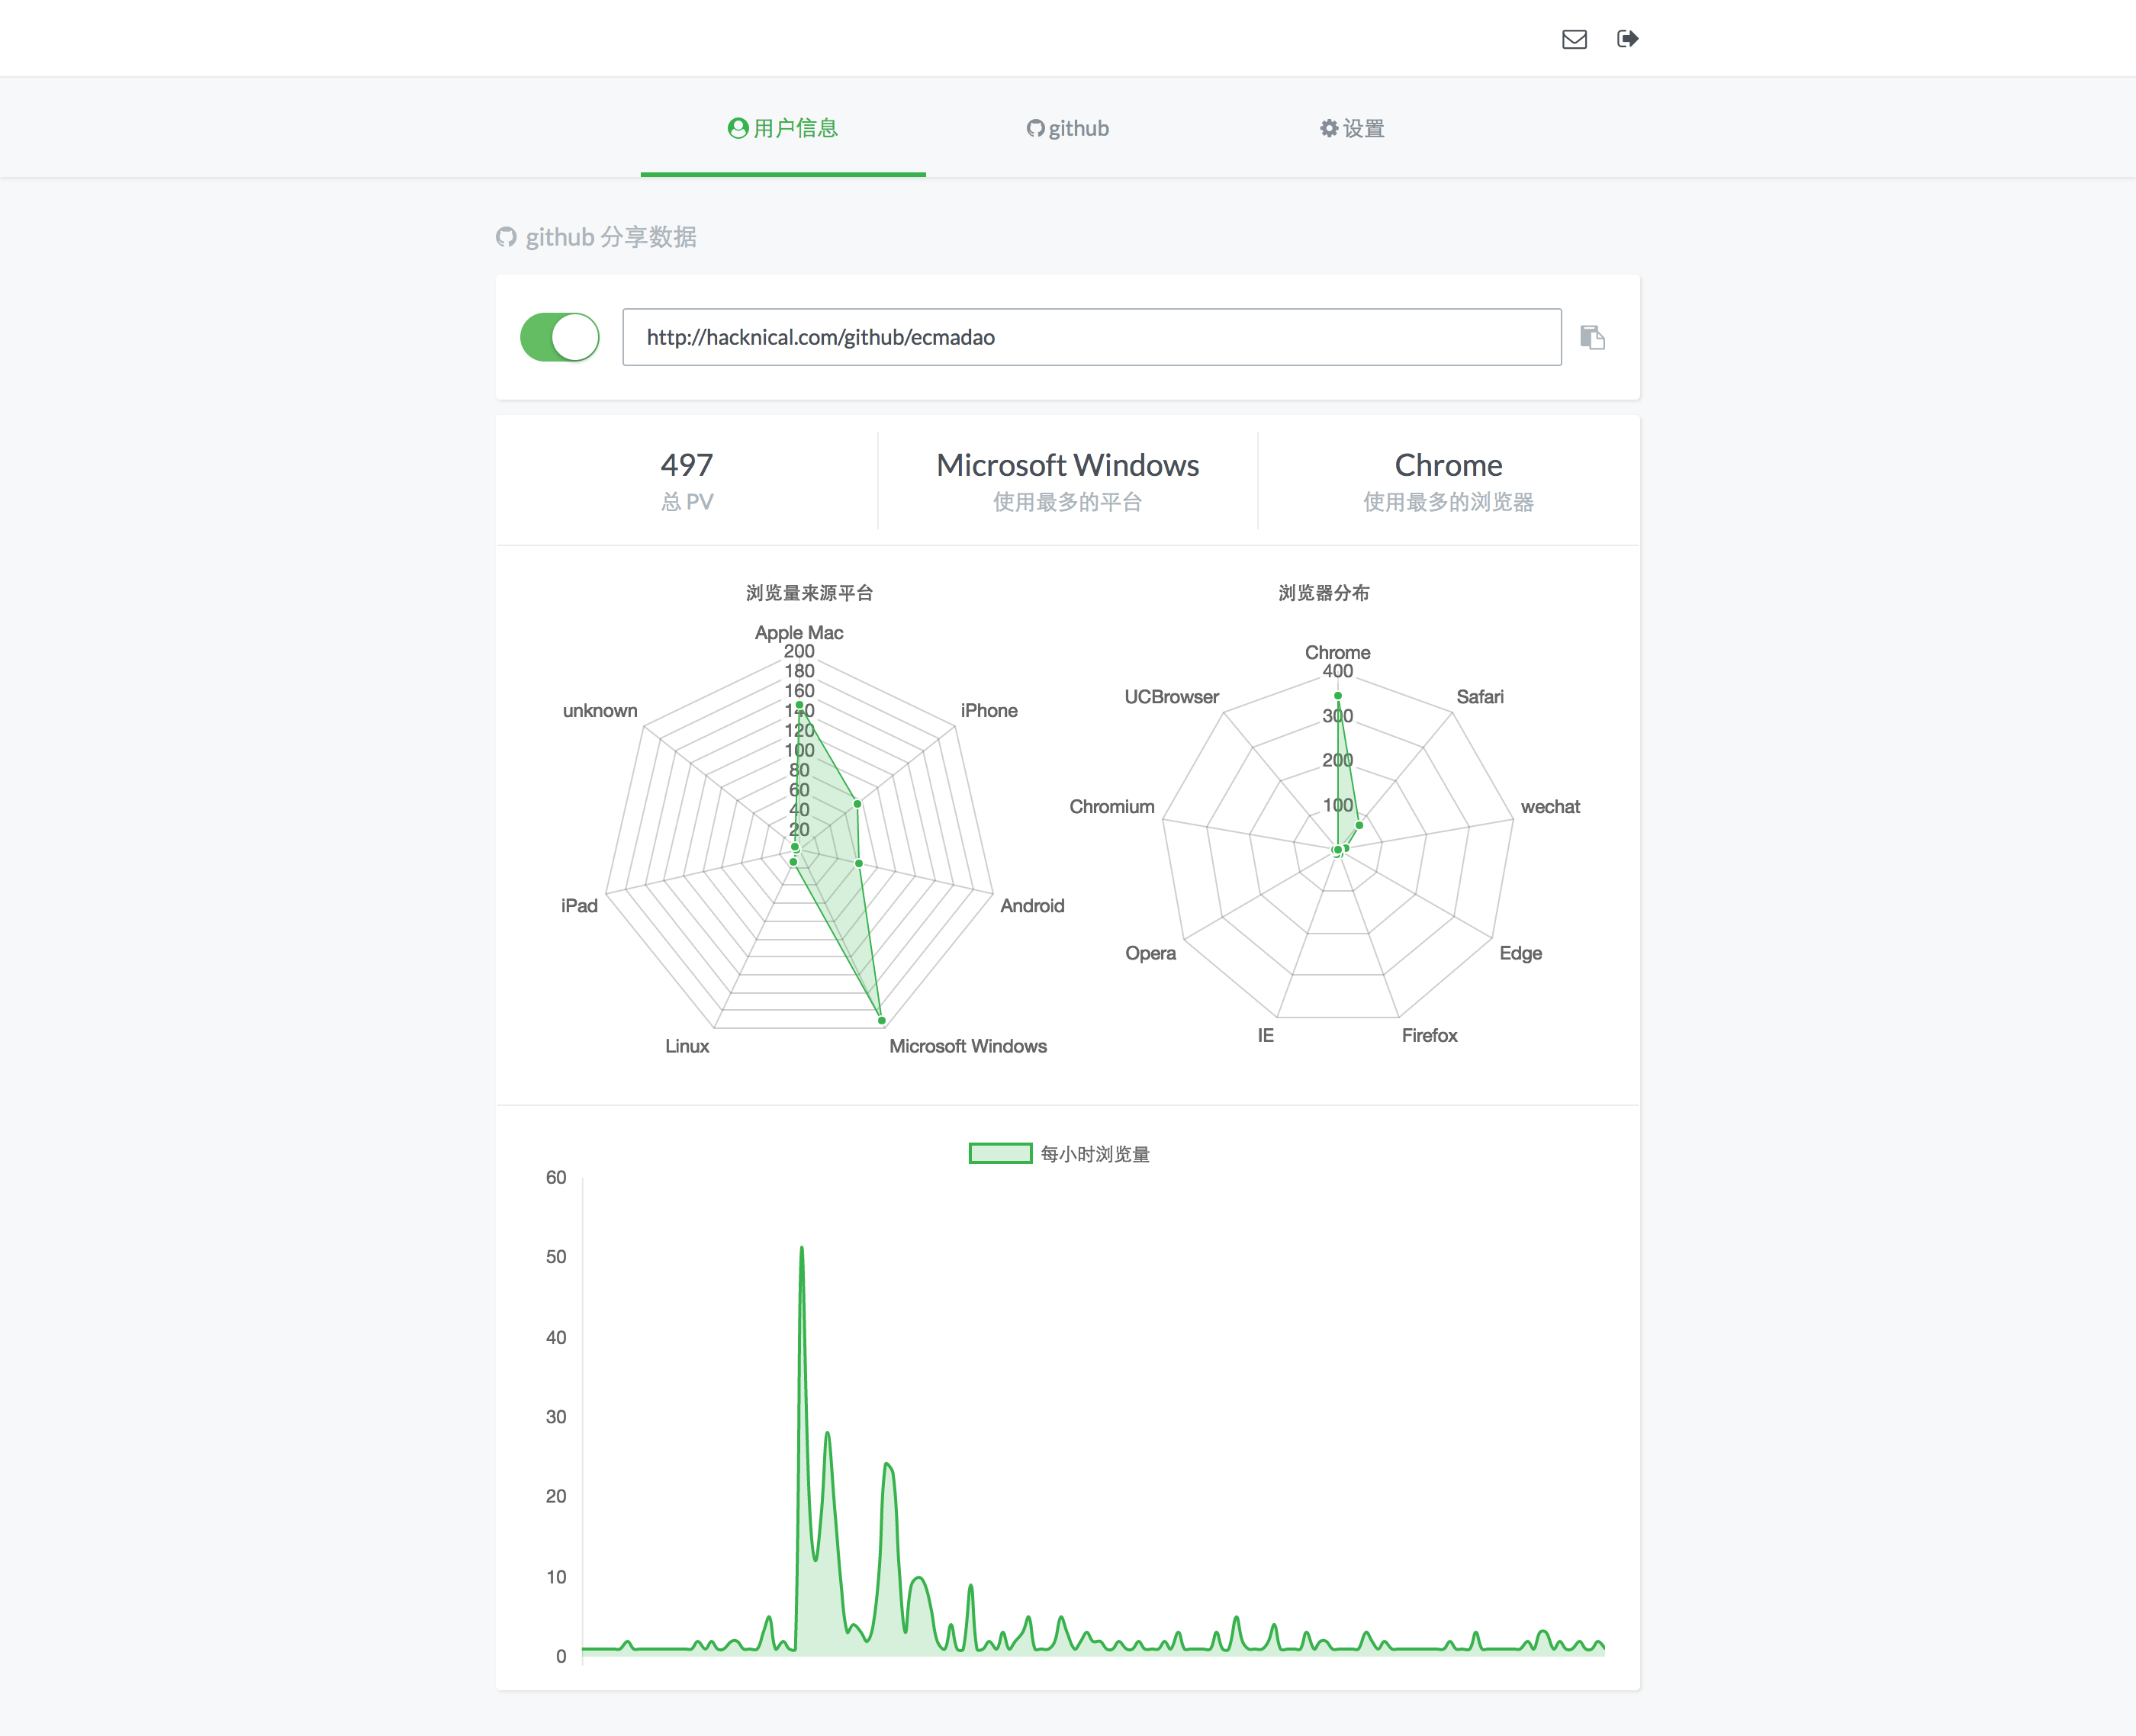 用户信息 github 设置
github 分享数据
http://hacknical.com/github/ecmadao
497 Microsoft Windows Chrome
总 PV 使用最多的平台 使用最多的浏览器
浏览量来源平台
Apple Mac
200
180
160
140
120
100
80
60
40
20
iPhone
Android
Microsoft Windows
Linux
iPad
unknown
浏览器分布
Chrome
400
300
200
100
Safari
wechat
Edge
Firefox
IE
Opera
Chromium
UCBrowser
每小时浏览量
60
50
40
30
20
10
0